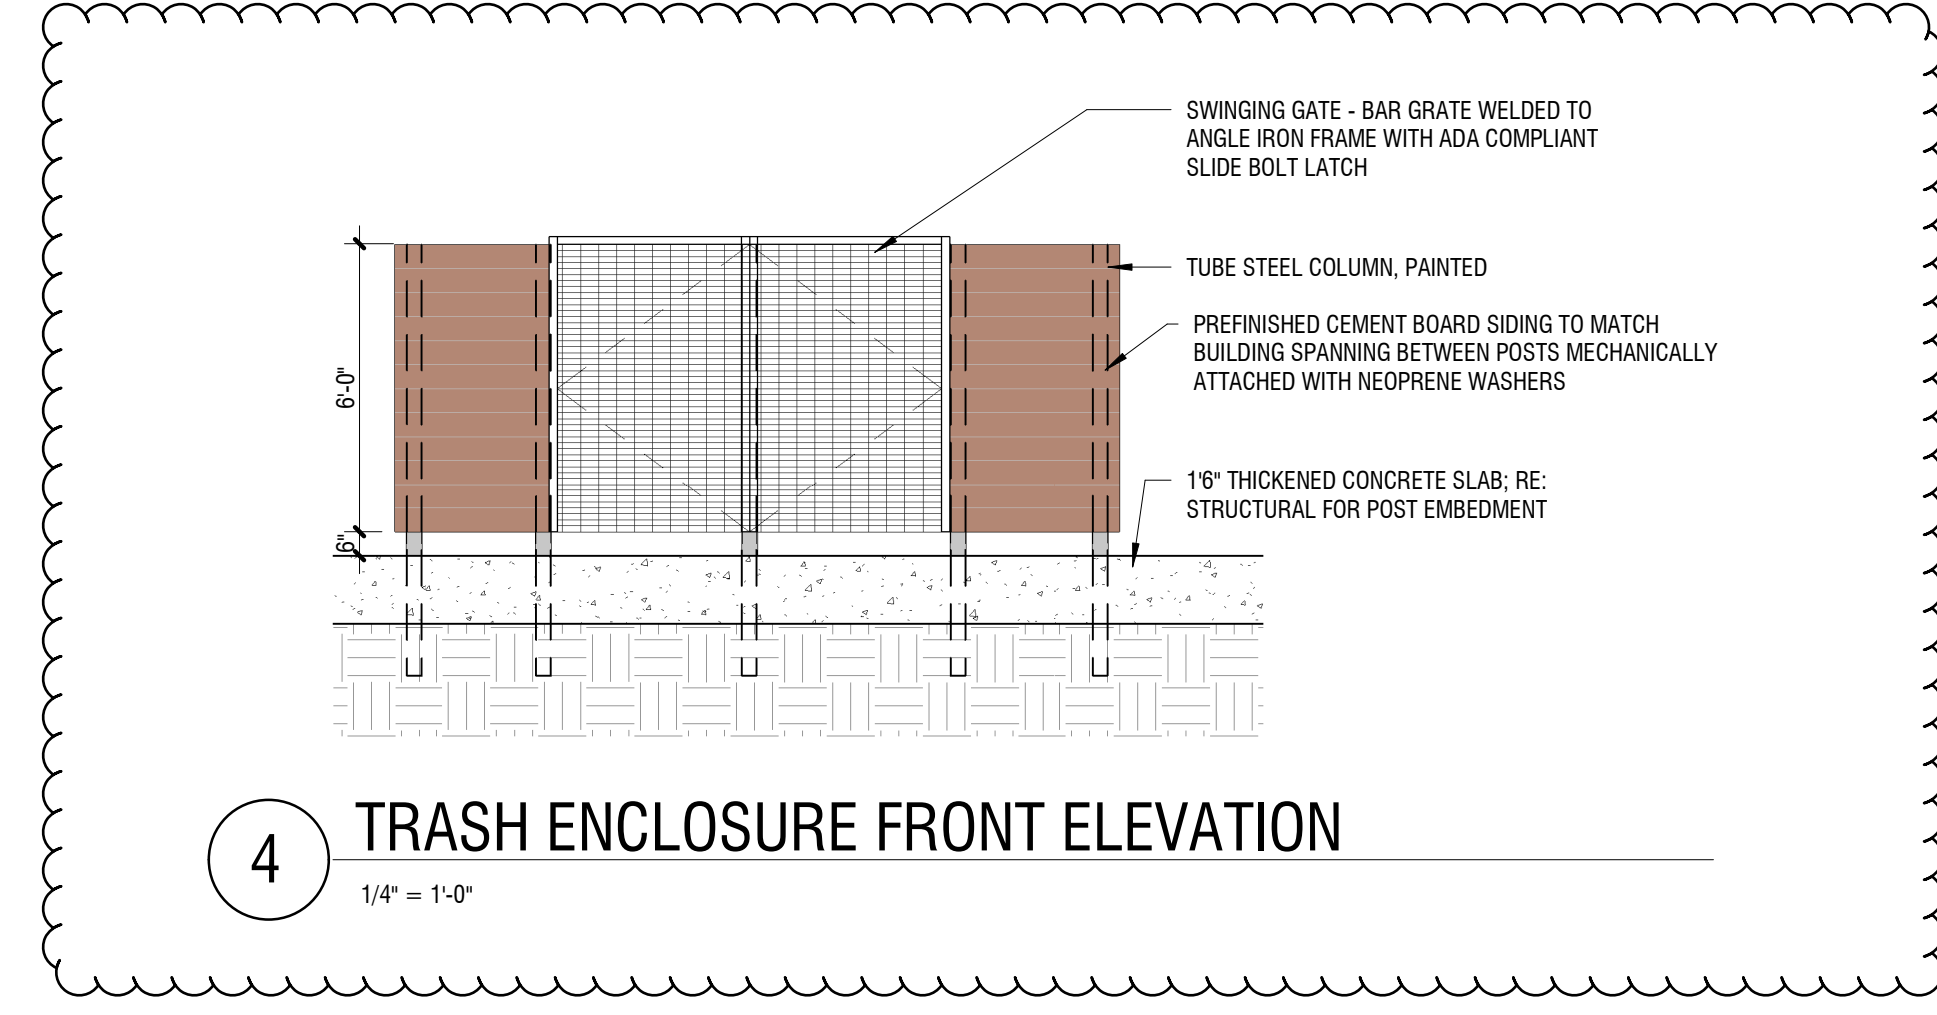 SWINGING GATE - BAR GRATE WELDED TO
ANGLE IRON FRAME WITH ADA COMPLIANT
SLIDE BOLT LATCH
TUBE STEEL COLUMN, PAINTED
PREFINISHED CEMENT BOARD SIDING TO MATCH
BUILDING SPANNING BETWEEN POSTS MECHANICALLY
ATTACHED WITH NEOPRENE WASHERS
6'-0"
1'6" THICKENED CONCRETE SLAB; RE:
STRUCTURAL FOR POST EMBEDMENT
6"
4
TRASH ENCLOSURE FRONT ELEVATION
1/4" = 1'-0"